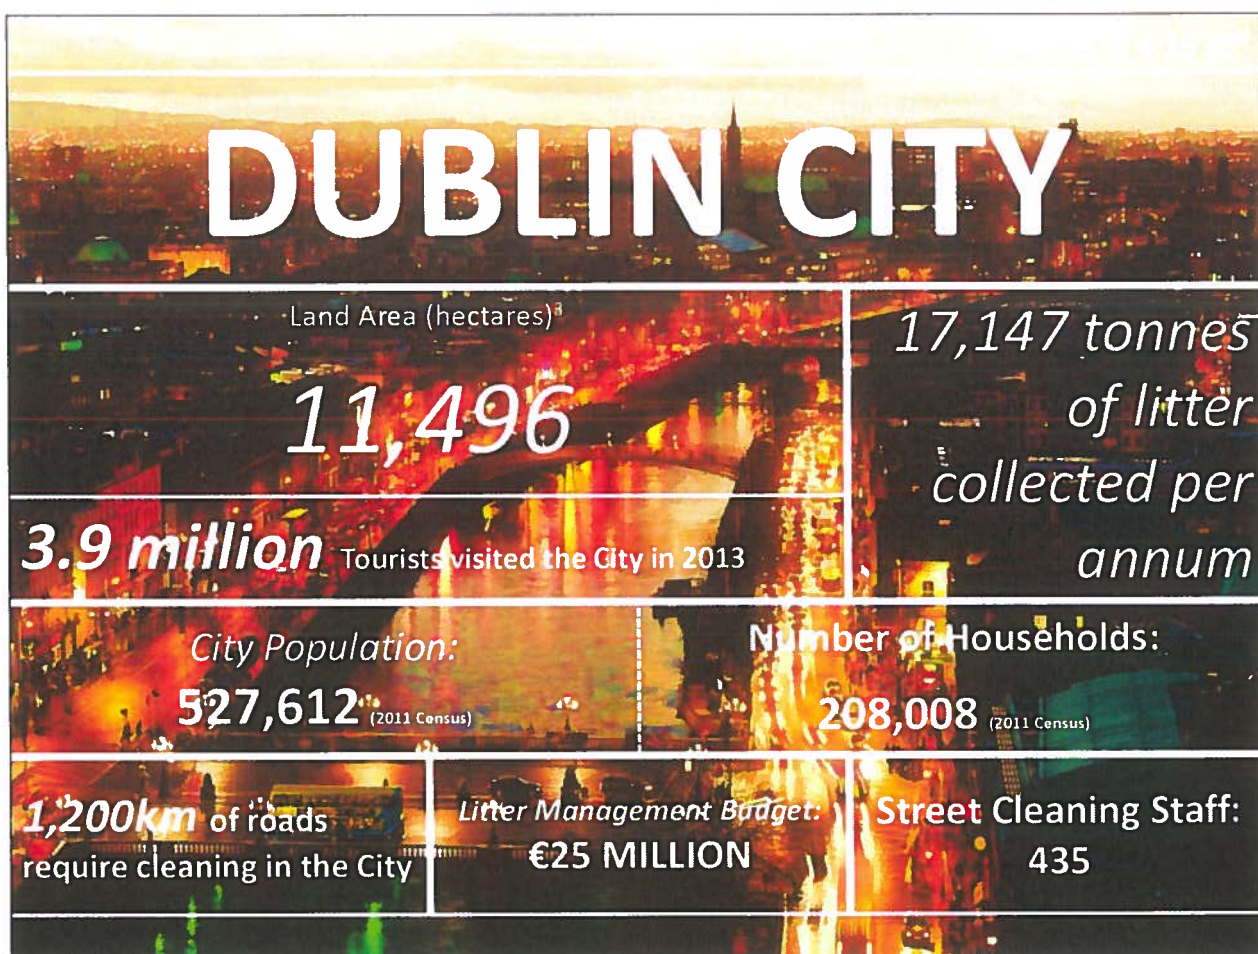 DUBLIN CITY
Land Area (hectares)³
11,496
17,147 tonnes
of litter
collected per
annum
3.9 million Tourists visited the City in 2013
City Population:
527,612 (2011 Census)
Number of Households:
208,008 (2011 Census)
1,200km of roads
require cleaning in the City
Litter Management Budget:
€25 MILLION
Street Cleaning Staff:
435